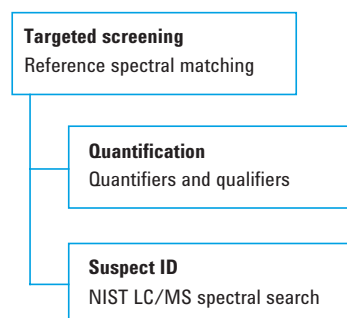 Targeted screening
Reference spectral matching
Quantification
Quantifiers and qualifiers
Suspect ID
NIST LC/MS spectral search